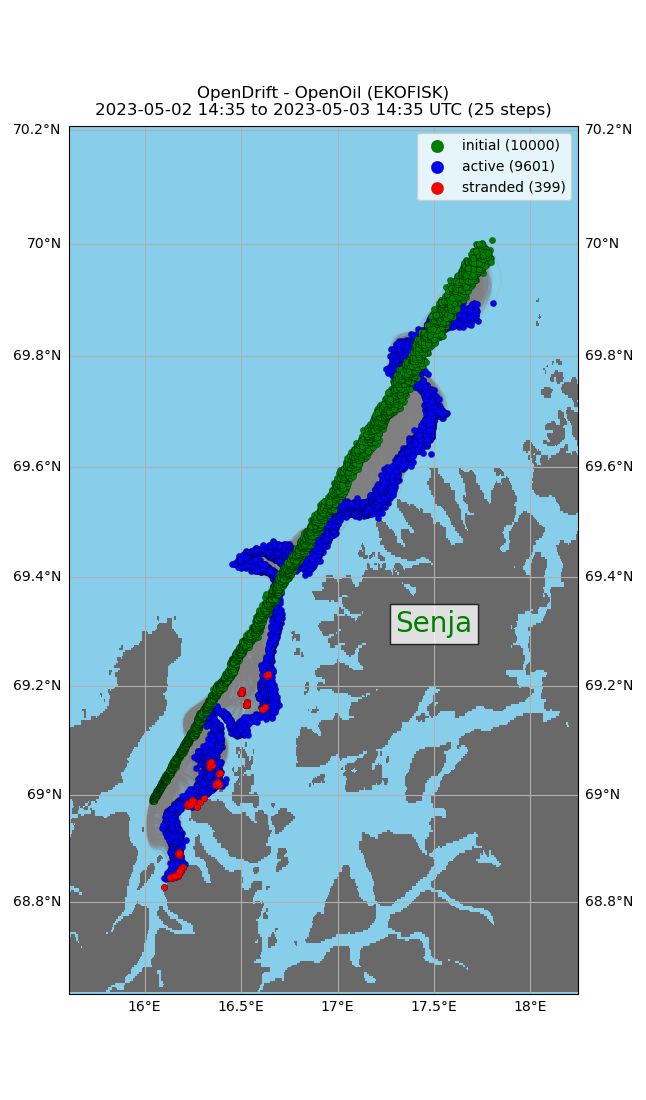 OpenDrift - OpenOil (EKOFISK)
2023-05-02 14:35 to 2023-05-03 14:35 UTC (25 steps)
70.2°N 70.2°N
initial (10000)
active (9601)
stranded (399)
70°N 70°N
69.8°N 69.8°N
69.6°N 69.6°N
69.4°N 69.4°N
Senja
69.2°N 69.2°N
69°N 69°N
68.8°N 68.8°N
16°E 16.5°E 17°E 17.5°E 18°E